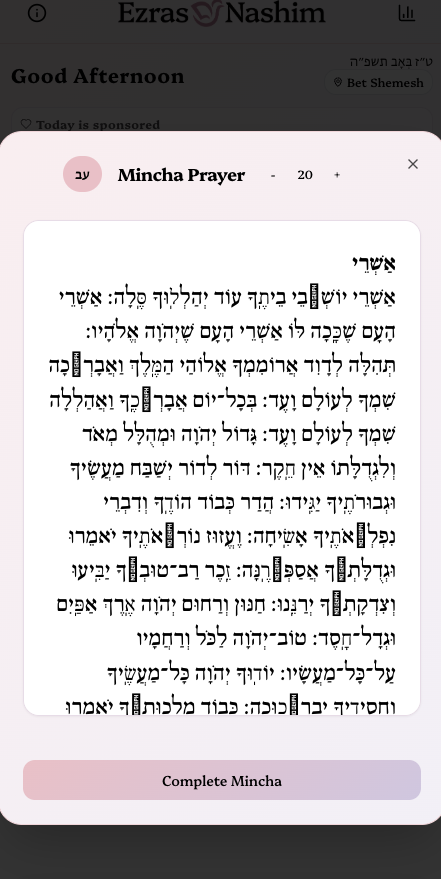 Ezras Nashim
Good Afternoon
ט״ז בְּאָב תשפ״ה
Bet Shemesh
Today is sponsored
עב
Mincha Prayer
- 20 +
אַשְׁרֵי
אַשְׁרֵי יוֹשְׁ□בֵי בֵיתֶךָ עוֹד יְהַלְלוּךָ סֶּלָה: אַשְׁרֵי
הָעָם שֶׁכָּכָה לּוֹ אַשְׁרֵי הָעָם שֱׁיְהֹוָה אֱלֹהָיו:
תְּהִלָּה לְדָוִד אֲרוֹמִמְךָ אֱלוֹהַי הַמֶּלֶךְ וַאֲבָרְ□כָה
שִׁמְךָ לְעוֹלָם וָעֶד: בְּכָל־יוֹם אֲבָרְ□כֶךָּ וַאֲהַלְלָה
שִׁמְךָ לְעוֹלָם וָעֶד: גָּדוֹל יְהֹוָה וּמְהֻלָּל מְאֹד
וְלִגְדֻלָּתוֹ אֵין חֵקֶר: דּוֹר לְדוֹר יְשַׁבַּח מַעֲשֶׂיךָ
וּגְבוּרֹתֶיךָ יַגִּידוּ: הֲדַר כְּבוֹד הוֹדֶךָ וְדִבְרֵי
נִפְלְ□אֹתֶיךָ אָשִׂיחָה: וֶעֱזוּז נוֹרְ□אֹתֶיךָ יֹאמֵרוּ
וּגְדֻלָּתְ□ךָ אֲסַפְּ□רֶנָּה: זֵכֶר רַב־טוּבְ□ךָ יַבִּיעוּ
וְצִדְקָתְ□ךָ יְרַנֵּנוּ: חַנּוּן וְרַחוּם יְהֹוָה אֶרֶךְ אַפַּיִם
וּגְדָל־חָסֶד: טוֹב־יְהֹוָה לַכֹּל וְרַחֲמָיו
עַל־כָּל־מַעֲשָׂיו: יוֹדוּךָ יְהֹוָה כָּל־מַעֲשֶׂיךָ
וַחֲסִידֶיךָ יְבָרְ□כוּכָה: כְּבוֹד מַלְכוּתְ□ךָ יֹאמֵרוּ
Complete Mincha